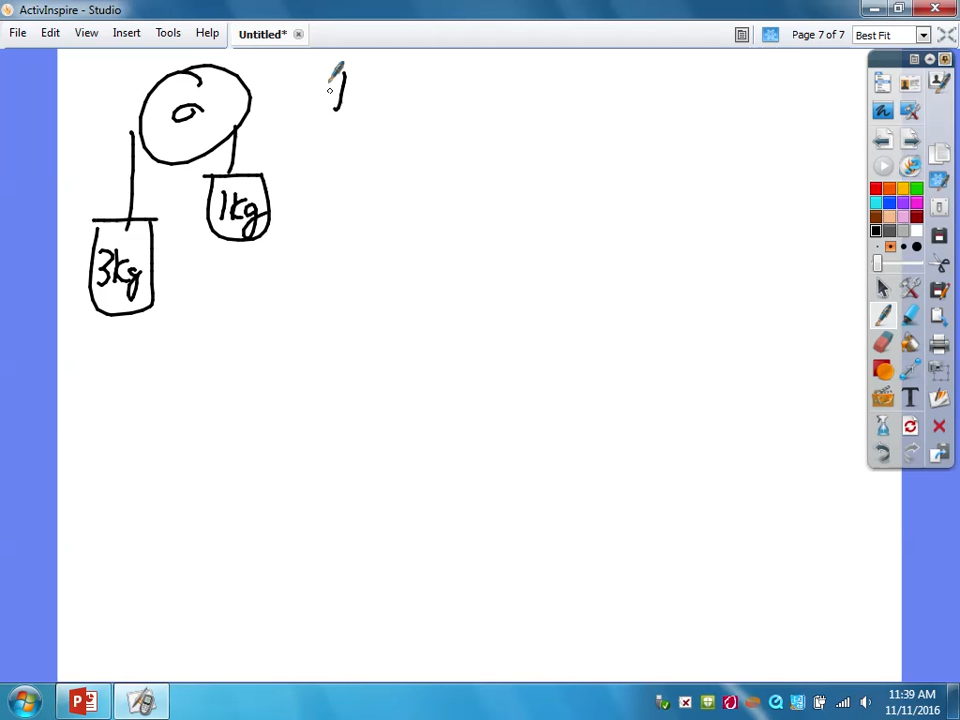 ActivInspire - Studio
File Edit View Insert Tools Help Untitled* Page 7 of 7 Best Fit
1kg
3kg
11:39 AM
11/11/2016